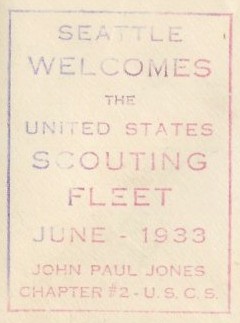 SEATTLE
WELCOMES
THE
UNITED STATES
SCOUTING
FLEET
JUNE - 1933
JOHN PAUL JONES
CHAPTER #2 - U.S.C.S.